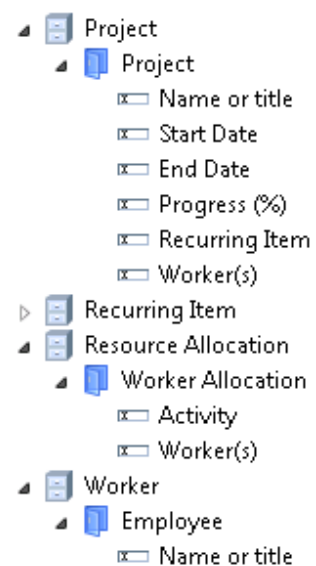 Project
Project
Name or title
Start Date
End Date
Progress (%)
Recurring Item
Worker(s)
Recurring Item
Resource Allocation
Worker Allocation
Activity
Worker(s)
Worker
Employee
Name or title